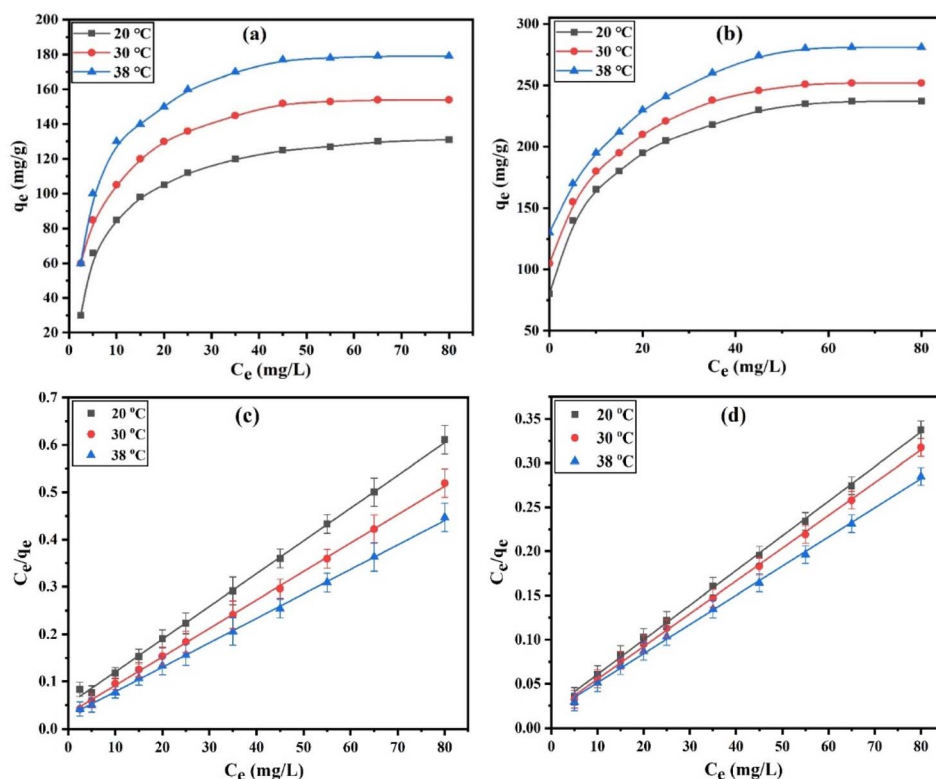 (a)
20 °C
30 °C
38 °C
200
180
160
140
120
100
80
60
40
20
qe (mg/g)
0 10 20 30 40 50 60 70 80
Ce (mg/L)
(b)
20 °C
30 °C
38 °C
300
250
200
150
100
50
qe (mg/g)
0 20 40 60 80
Ce (mg/L)
(c)
20 °C
30 °C
38 °C
0.7
0.6
0.5
0.4
0.3
0.2
0.1
0.0
Ce/qe
0 10 20 30 40 50 60 70 80
Ce (mg/L)
(d)
20 °C
30 °C
38 °C
0.35
0.30
0.25
0.20
0.15
0.10
0.05
0.00
Ce/qe
0 10 20 30 40 50 60 70 80
Ce (mg/L)